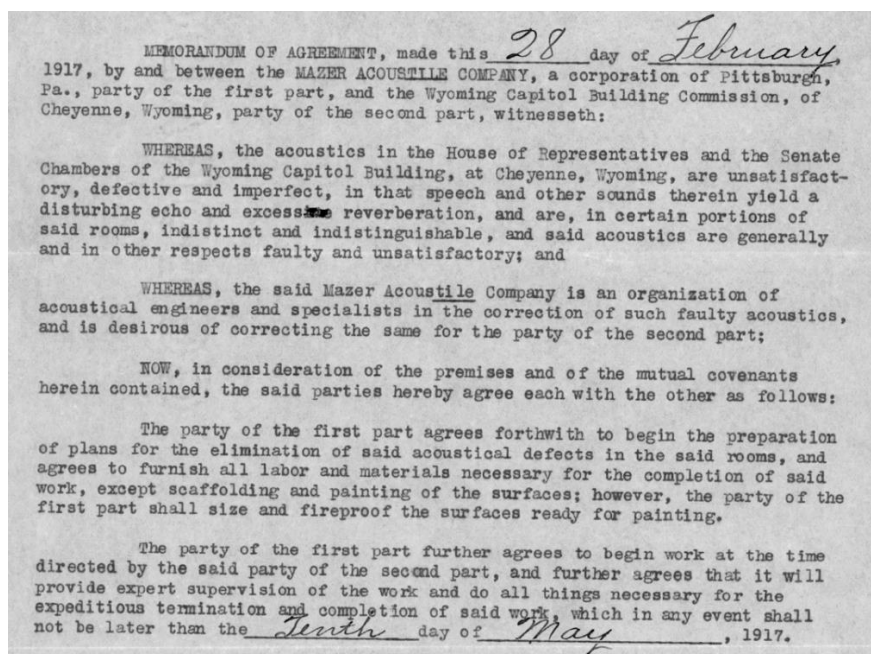 MEMORANDUM OF AGREEMENT, made this 28 day of February,
1917, by and between the MAZER ACOUSTILE COMPANY, a corporation of Pittsburgh,
Pa., party of the first part, and the Wyoming Capitol Building Commission, of
Cheyenne, Wyoming, party of the second part, witnesseth:
WHEREAS, the acoustics in the House of Representatives and the Senate
Chambers of the Wyoming Capitol Building, at Cheyenne, Wyoming, are unsatisfact-
ory, defective and imperfect, in that speech and other sounds therein yield a
disturbing echo and reverberation, and are, in certain portions of
said rooms, indistinct and indistinguishable, and said acoustics are generally
and in other respects faulty and unsatisfactory; and
WHEREAS, the said Mazer Acoustile Company is an organization of
acoustical engineers and specialists in the correction of such faulty acoustics,
and is desirous of correcting the same for the party of the second part;
NOW, in consideration of the premises and of the mutual covenants
herein contained, the said parties hereby agree each with the other as follows:
The party of the first part agrees forthwith to begin the preparation
of plans for the elimination of said acoustical defects in the said rooms, and
agrees to furnish all labor and materials necessary for the completion of said
work, except scaffolding and painting of the surfaces; however, the party of the
first part shall size and fireproof the surfaces ready for painting.
The party of the first part further agrees to begin work at the time
directed by the said party of the second part, and further agrees that it will
provide expert supervision of the work and do all things necessary for the
expeditious termination and completion of said work, which in any event shall
not be later than the Tenth day of May, 1917.